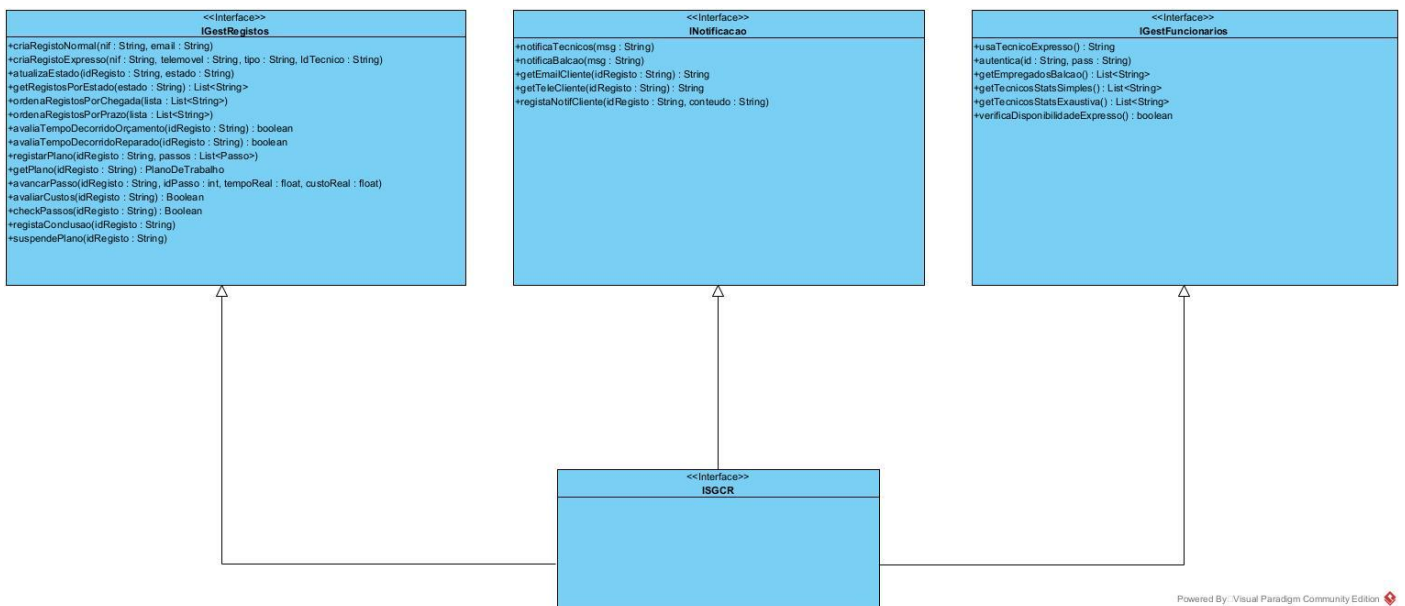 <<Interface>>
IGestRegistos
+criaRegistoNormal(nif : String, email : String)
+criaRegistoExpresso(nif : String, telemovel : String, tipo : String, IdTecnico : String)
+atualizaEstado(idRegisto : String, estado : String)
+getRegistosPorEstado(estado : String) : List<String>
+ordenaRegistosPorChegada(lista : List<String>)
+ordenaRegistosPorPrazo(lista : List<String>)
+avaliaTempoDecorridoOrçamento(idRegisto : String) : boolean
+avaliaTempoDecorridoReparado(idRegisto : String) : boolean
+registarPlano(idRegisto : String, passos : List<Passo>)
+getPlano(idRegisto : String) : PlanoDeTrabalho
+avancarPasso(idRegisto : String, idPasso : int, tempoReal : float, custoReal : float)
+avaliarCustos(idRegisto : String) : Boolean
+checkPassos(idRegisto : String) : Boolean
+registaConclusao(idRegisto : String)
+suspendePlano(idRegisto : String)
<<Interface>>
INotificacao
+notificaTecnicos(msg : String)
+notificaBalcao(msg : String)
+getEmailCliente(idRegisto : String) : String
+getTeleCliente(idRegisto : String) : String
+registaNotifCliente(idRegisto : String, conteudo : String)
<<Interface>>
IGestFuncionarios
+usaTecnicoExpresso() : String
+autentica(id : String, pass : String)
+getEmpregadosBalcao() : List<String>
+getTecnicosStatsSimples() : List<String>
+getTecnicosStatsExaustiva() : List<String>
+verificaDisponibilidadeExpresso() : boolean
<<Interface>>
ISGCR
Powered By Visual Paradigm Community Edition